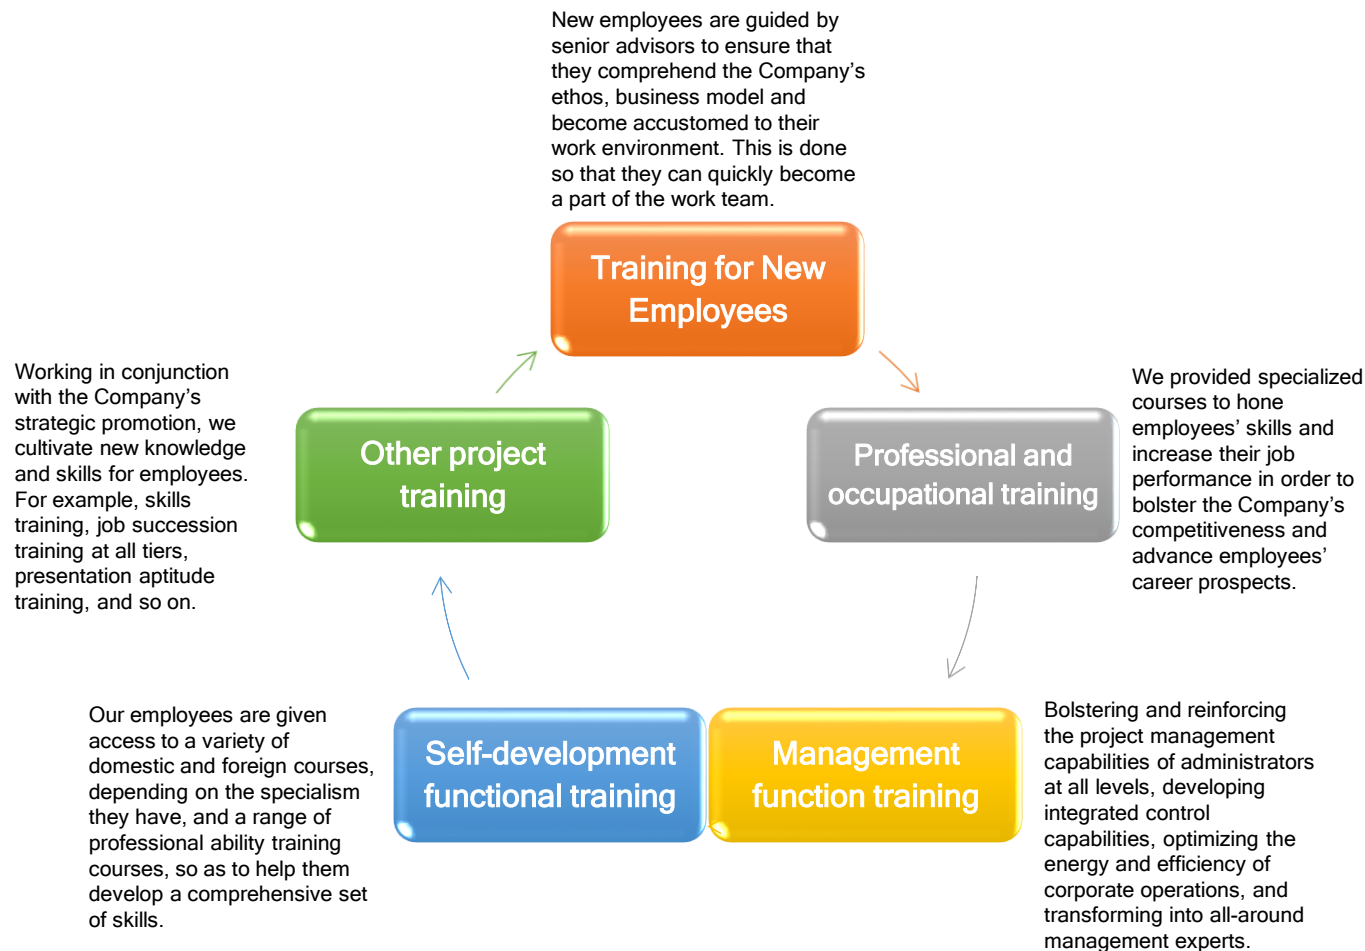 New employees are guided by
senior advisors to ensure that
they comprehend the Company's
ethos, business model and
become accustomed to their
work environment. This is done
so that they can quickly become
a part of the work team.
Training for New
Employees
We provided specialized
courses to hone
employees' skills and
increase their job
performance in order to
bolster the Company's
competitiveness and
advance employees'
career prospects.
Professional and
occupational training
Bolstering and reinforcing
the project management
capabilities of administrators
at all levels, developing
integrated control
capabilities, optimizing the
energy and efficiency of
corporate operations, and
transforming into all-around
management experts.
Management
function training
Self-development
functional training
Our employees are given
access to a variety of
domestic and foreign courses,
depending on the specialism
they have, and a range of
professional ability training
courses, so as to help them
develop a comprehensive set
of skills.
Other project
training
Working in conjunction
with the Company's
strategic promotion, we
cultivate new knowledge
and skills for employees.
For example, skills
training, job succession
training at all tiers,
presentation aptitude
training, and so on.